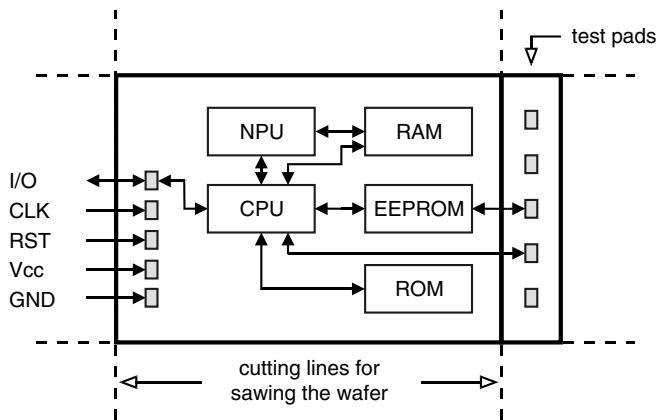 test pads
NPU
RAM
I/O
CLK
RST
Vcc
GND
CPU
EEPROM
ROM
cutting lines for
sawing the wafer